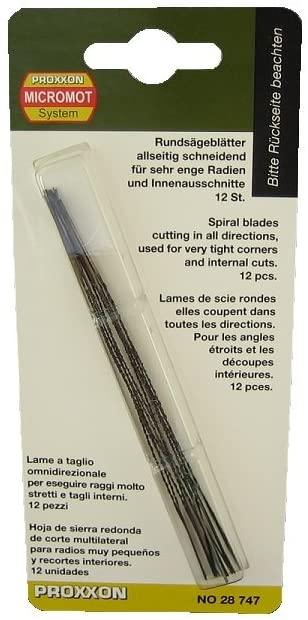 PROXXON
MICROMOT
System
Bitte Rückseite beachten
Rundsägeblätter
allseitig schneidend
für sehr enge Radien
und Innenausschnitte
12 St.
Spiral blades
cutting in all directions,
used for very tight corners
and internal cuts.
12 pcs.
Lames de scie rondes
elles coupent dans
toutes les directions.
Pour les angles
étroits et les
découpes
intérieures.
12 pces.
Lame a taglio
omnidirezionale
per eseguire raggi molto
stretti e tagli interni.
12 pezzi
Hoja de sierra redonda
de corte multilateral
para radios muy pequeños
y recortes interiores.
12 unidades
PROXXON
NO 28 747